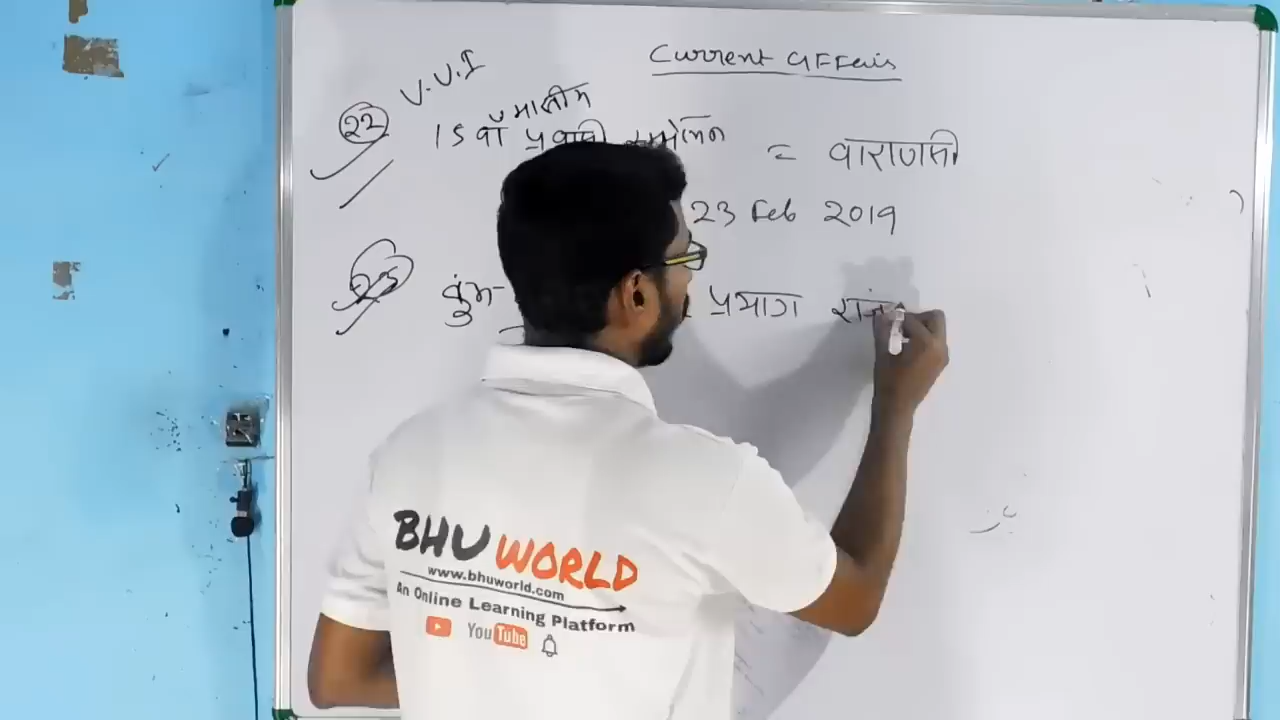 Current affairs
V.V.I
22
15 वाँ भारतीय प्रवासी सम्मेलन = वाराणसी
23 Feb 2019
कुंभ- प्रयाग राज
BHU WORLD
www.bhuworld.com
An Online Learning Platform
YouTube